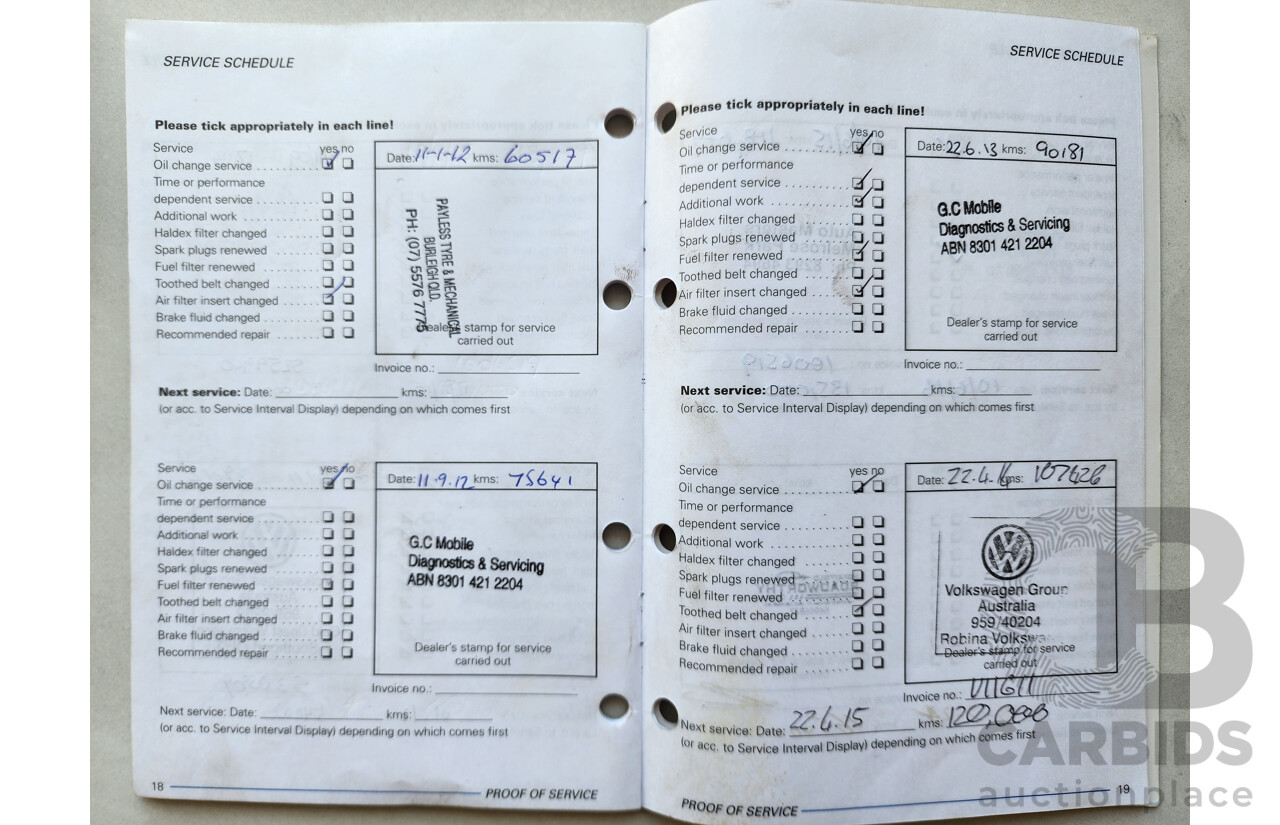 SERVICE SCHEDULE
Please tick appropriately in each line!
Service yes no
Oil change service
Time or performance
dependent service
Additional work
Haldex filter changed
Spark plugs renewed
Fuel filter renewed
Toothed belt changed
Air filter insert changed
Brake fluid changed
Recommended repair
Date: 11-1-12 kms: 60517
PAYLESS TYRE & MECHANICAL
BURLEIGH QLD.
PH: (07) 5576 7775
Dealer's stamp for service
carried out
Invoice no.:
Next service: Date: kms:
(or acc. to Service Interval Display) depending on which comes first
Service yes no
Oil change service
Time or performance
dependent service
Additional work
Haldex filter changed
Spark plugs renewed
Fuel filter renewed
Toothed belt changed
Air filter insert changed
Brake fluid changed
Recommended repair
Date: 11.9.12 kms: 75641
G.C Mobile
Diagnostics & Servicing
ABN 8301 421 2204
Dealer's stamp for service
carried out
Invoice no.:
Next service: Date: kms:
(or acc. to Service Interval Display) depending on which comes first
18
PROOF OF SERVICE
SERVICE SCHEDULE
Please tick appropriately in each line!
Service yes no
Oil change service
Time or performance
dependent service
Additional work
Haldex filter changed
Spark plugs renewed
Fuel filter renewed
Toothed belt changed
Air filter insert changed
Brake fluid changed
Recommended repair
Date: 22.6.13 kms: 90181
G.C Mobile
Diagnostics & Servicing
ABN 8301 421 2204
Dealer's stamp for service
carried out
Invoice no.:
Next service: Date: kms:
(or acc. to Service Interval Display) depending on which comes first
Service yes no
Oil change service
Time or performance
dependent service
Additional work
Haldex filter changed
Spark plugs renewed
Fuel filter renewed
Toothed belt changed
Air filter insert changed
Brake fluid changed
Recommended repair
Date: 22.4. kms:
Volkswagen Group
Australia
959/40204
Robina Volksw
Dealer's stamp for service
carried out
Invoice no.:
Next service: Date: 22.4.15 kms: 120,000
(or acc. to Service Interval Display) depending on which comes first
PROOF OF SERVICE
19
B
CARBIDS
auctionplace